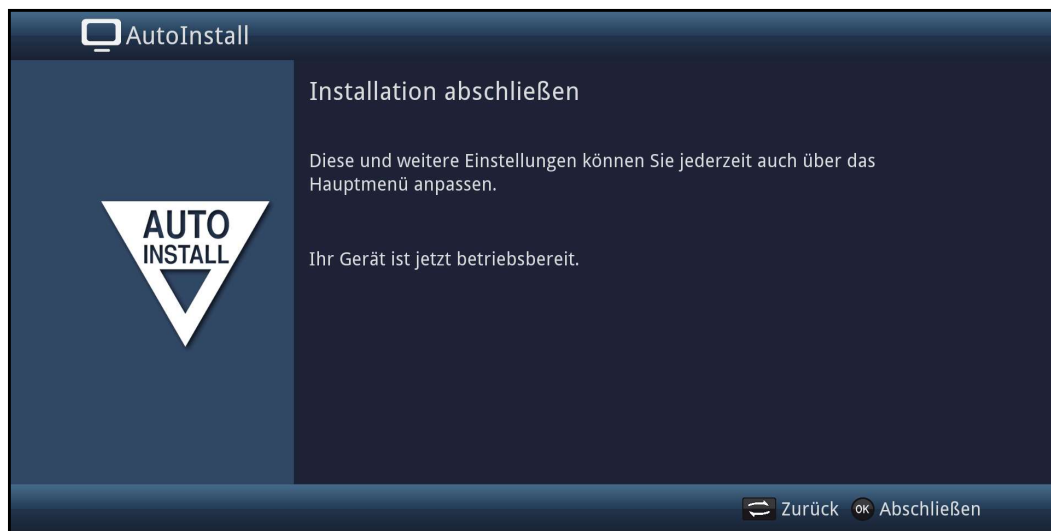 AutoInstall
Installation abschließen
Diese und weitere Einstellungen können Sie jederzeit auch über das
Hauptmenü anpassen.
AUTO
INSTALL
Ihr Gerät ist jetzt betriebsbereit.
Zurück OK Abschließen